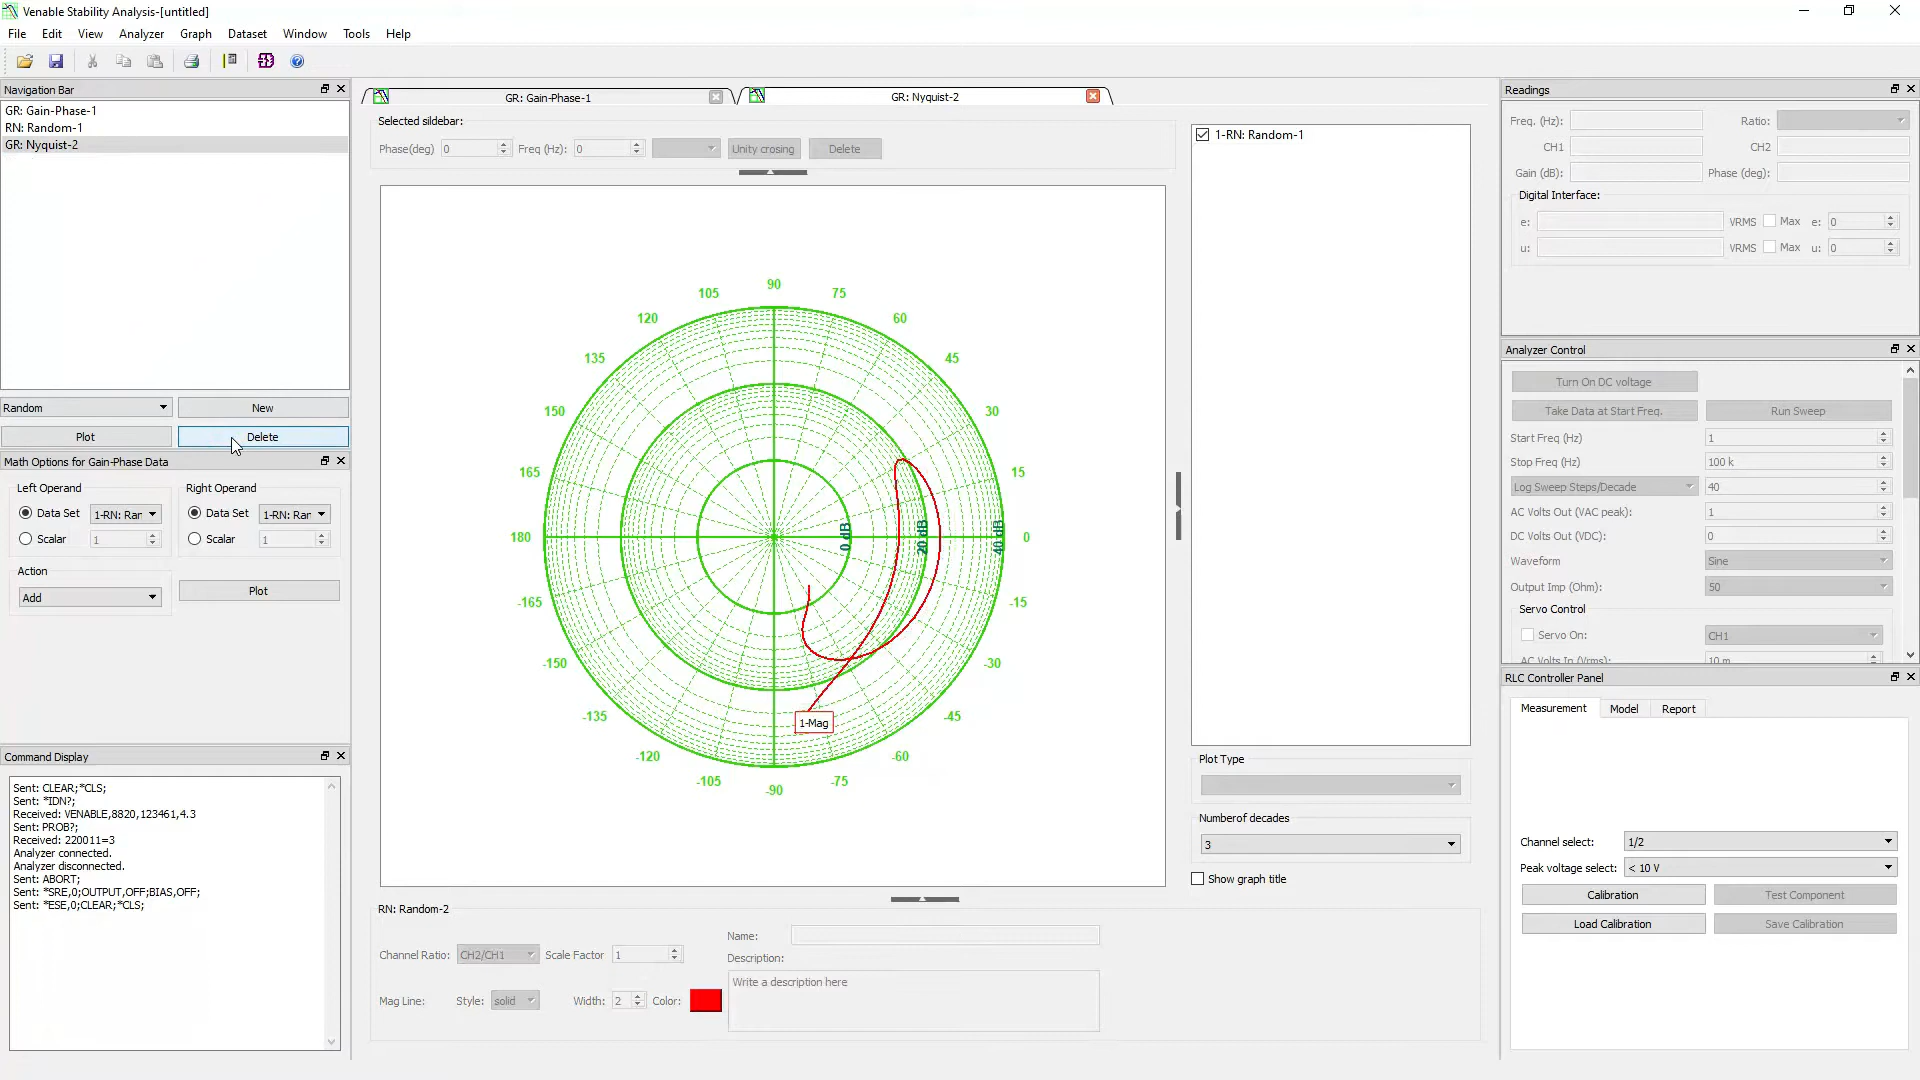 Venable Stability Analysis-[untitled]
File Edit View Analyzer Graph Dataset Window Tools Help
Navigation Bar
GR: Gain-Phase-1
RN: Random-1
GR: Nyquist-2
Random New
Plot Delete
Math Options for Gain-Phase Data
Left Operand Right Operand
Data Set 1-RN: Rar Data Set 1-RN: Rar
Scalar 1 Scalar 1
Action
Add Plot
Command Display
Sent: CLEAR;*CLS;
Sent: *IDN?;
Received: VENABLE,8820,123461,4.3
Sent: PROB?;
Received: 220011=3
Analyzer connected.
Analyzer disconnected.
Sent: ABORT;
Sent: *SRE,0;OUTPUT,OFF;BIAS,OFF;
Sent: *ESE,0;CLEAR;*CLS;
GR: Gain-Phase-1 GR: Nyquist-2
Selected sildebar:
Phase(deg) 0 Freq (Hz): 0 Unity crosing Delete
90
105 75
120 60
135 45
150 30
165 15
180 0 dB 20 dB 40 dB 0
-165 -15
-150 -30
-135 -45
1-Mag
-120 -60
-105 -75
-90
1-RN: Random-1
Plot Type
Numberof decades
3
Show graph title
RN: Random-2
Channel Ratio: CH2/CH1 Scale Factor 1
Mag Line: Style: solid Width: 2 Color:
Name:
Description:
Write a description here
Readings
Freq. (Hz): Ratio:
CH1 CH2
Gain (dB): Phase (deg):
Digital Interface:
e: VRMS Max e: 0
u: VRMS Max u: 0
Analyzer Control
Turn On DC voltage
Take Data at Start Freq. Run Sweep
Start Freq (Hz) 1
Stop Freq (Hz) 100 k
Log Sweep Steps/Decade 40
AC Volts Out (VAC peak): 1
DC Volts Out (VDC): 0
Waveform Sine
Output Imp (Ohm): 50
Servo Control
Servo On: CH1
AC Volts In (Vrms): 10 m
RLC Controller Panel
Measurement Model Report
Channel select: 1/2
Peak voltage select: < 10 V
Calibration Test Component
Load Calibration Save Calibration